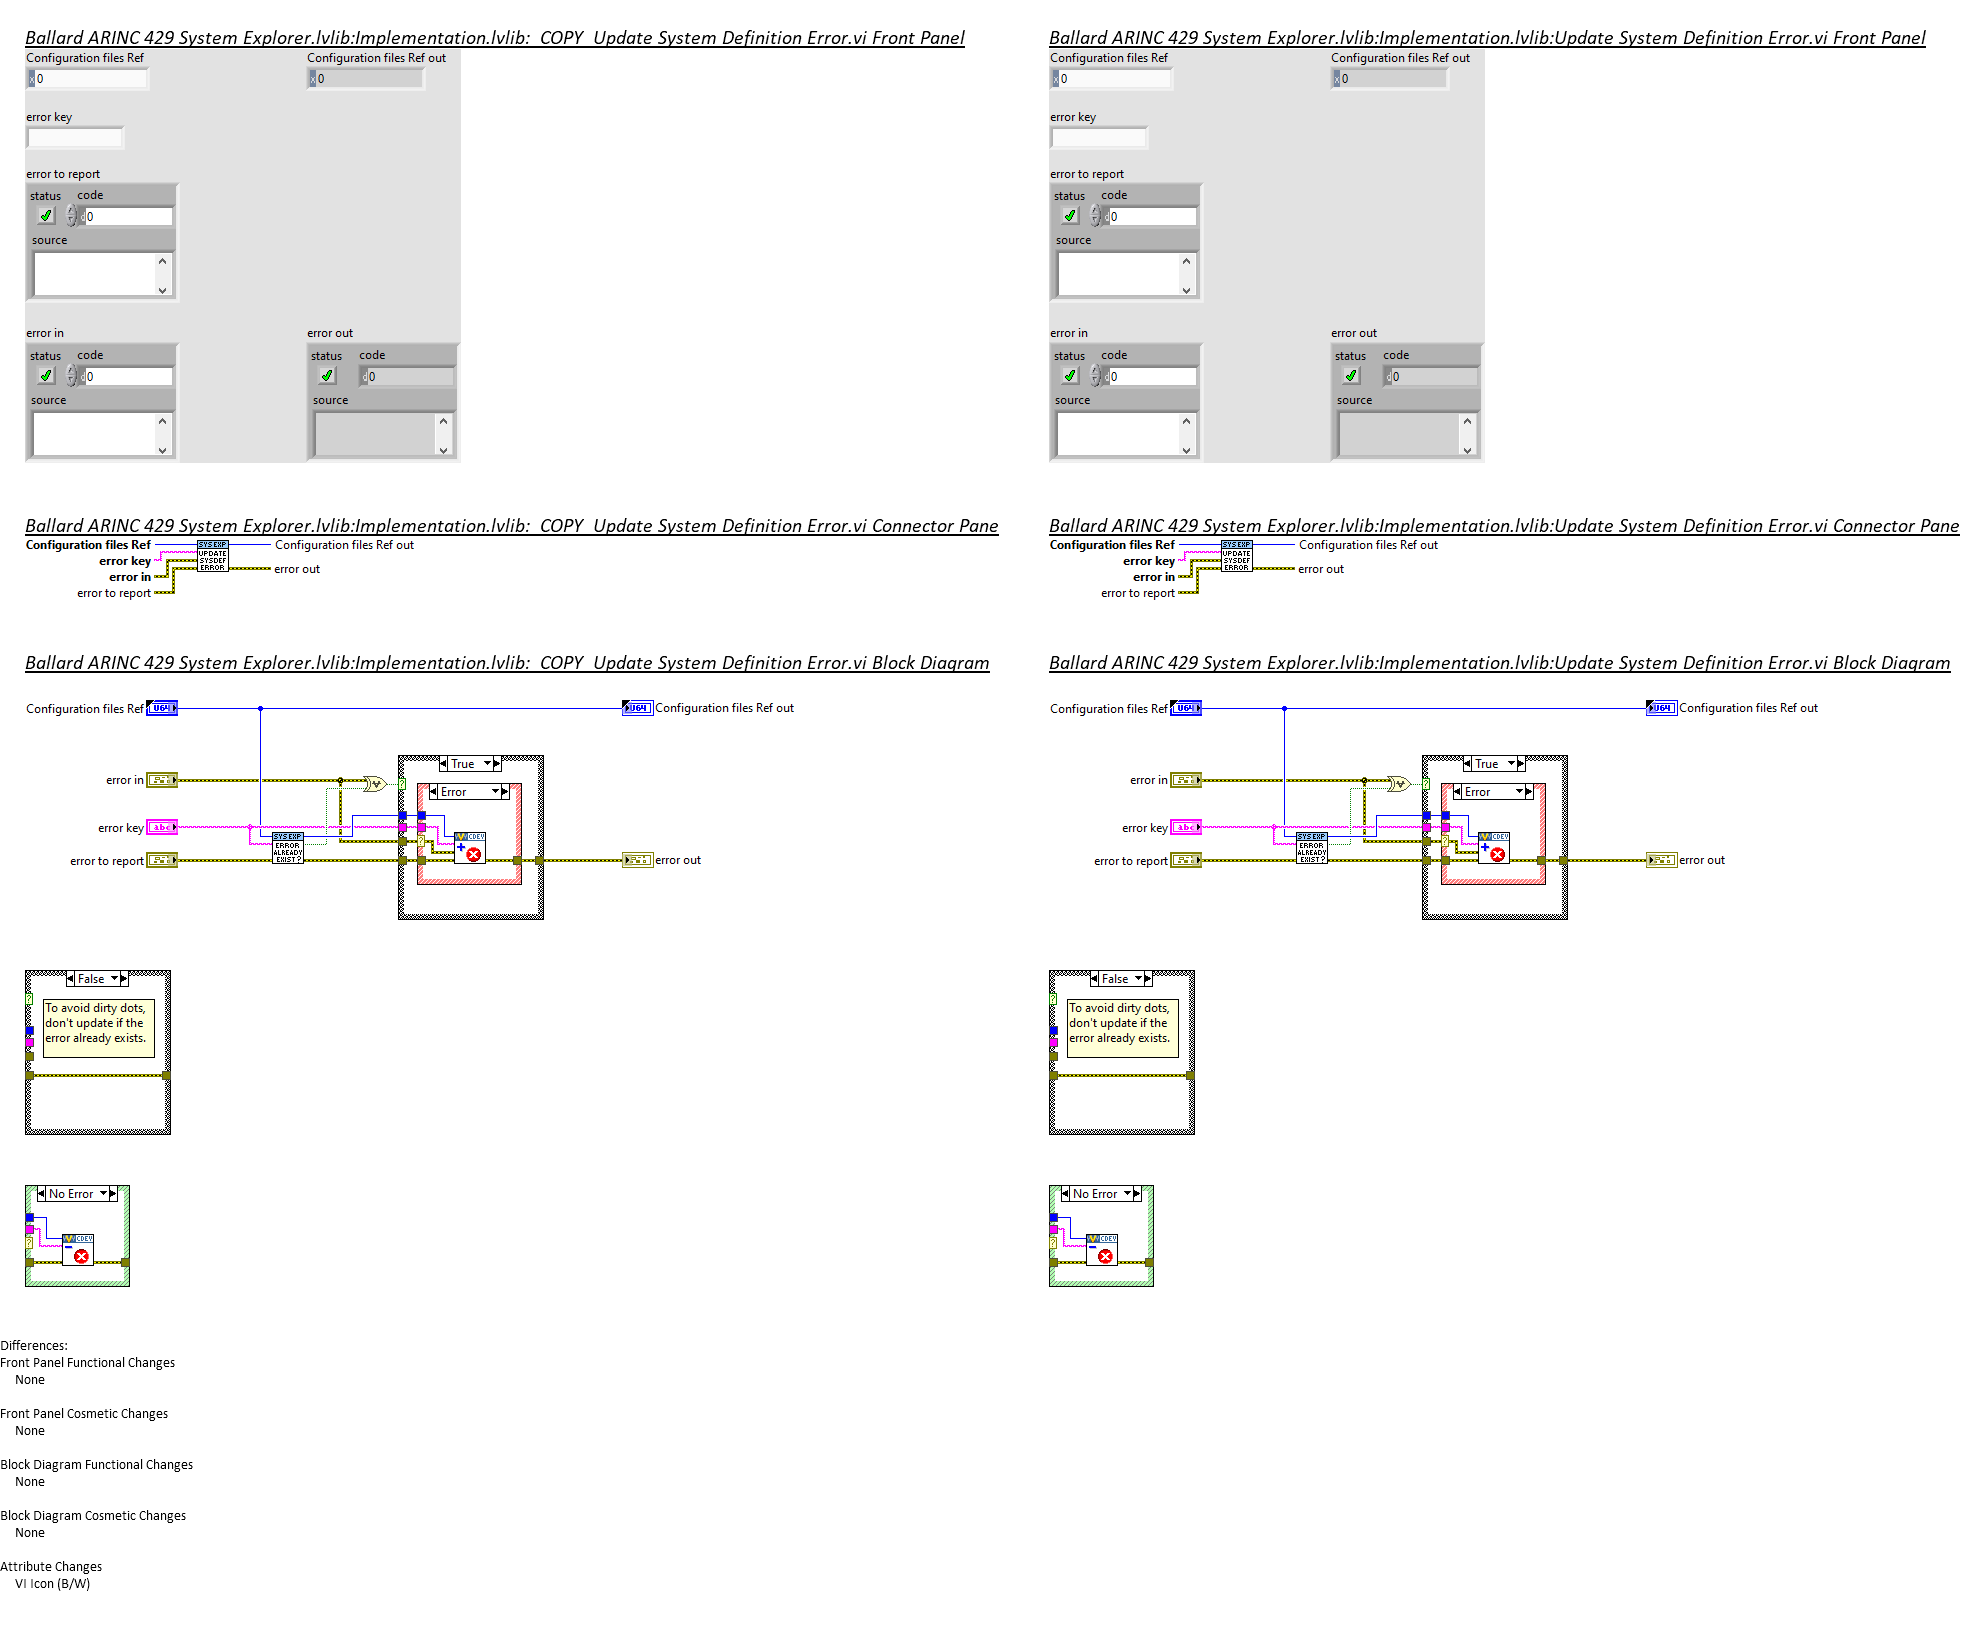 Ballard ARINC 429 System Explorer.lvlib:Implementation.lvlib:  COPY  Update System Definition Error.vi Front Panel
Configuration files Ref
x 0
Configuration files Ref out
x 0
error key
error to report
status
code
d 0
source
error in
status
code
d 0
source
error out
status
code
d 0
source
Ballard ARINC 429 System Explorer.lvlib:Implementation.lvlib:Update System Definition Error.vi Front Panel
Configuration files Ref
x 0
Configuration files Ref out
x 0
error key
error to report
status
code
d 0
source
error in
status
code
d 0
source
error out
status
code
d 0
source
Ballard ARINC 429 System Explorer.lvlib:Implementation.lvlib:  COPY  Update System Definition Error.vi Connector Pane
Configuration files Ref
error key
error in
error to report
SYS EXP
UPDATE
SYSDEF
ERROR
Configuration files Ref out
error out
Ballard ARINC 429 System Explorer.lvlib:Implementation.lvlib:Update System Definition Error.vi Connector Pane
Configuration files Ref
error key
error in
error to report
SYS EXP
UPDATE
SYSDEF
ERROR
Configuration files Ref out
error out
Ballard ARINC 429 System Explorer.lvlib:Implementation.lvlib:  COPY  Update System Definition Error.vi Block Diagram
Configuration files Ref
U64
U64
Configuration files Ref out
True
error in
?
Error
error key
abc
SYS EXP
ERROR
ALREADY
EXIST?
?
CDEV
error to report
error out
False
?
To avoid dirty dots,
don't update if the
error already exists.
No Error
?
CDEV
Ballard ARINC 429 System Explorer.lvlib:Implementation.lvlib:Update System Definition Error.vi Block Diagram
Configuration files Ref
U64
U64
Configuration files Ref out
True
error in
?
Error
error key
abc
SYS EXP
ERROR
ALREADY
EXIST?
?
CDEV
error to report
error out
False
?
To avoid dirty dots,
don't update if the
error already exists.
No Error
?
CDEV
Differences:
Front Panel Functional Changes
None
Front Panel Cosmetic Changes
None
Block Diagram Functional Changes
None
Block Diagram Cosmetic Changes
None
Attribute Changes
VI Icon (B/W)